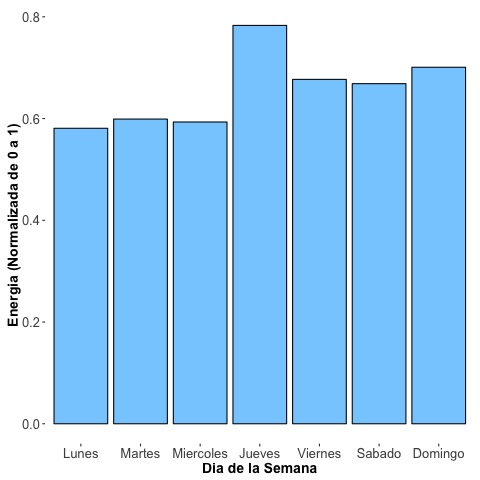 Energia (Normalizada de 0 a 1)
0.8
0.6
0.4
0.2
0.0
Lunes Martes Miercoles Jueves Viernes Sabado Domingo
Dia de la Semana